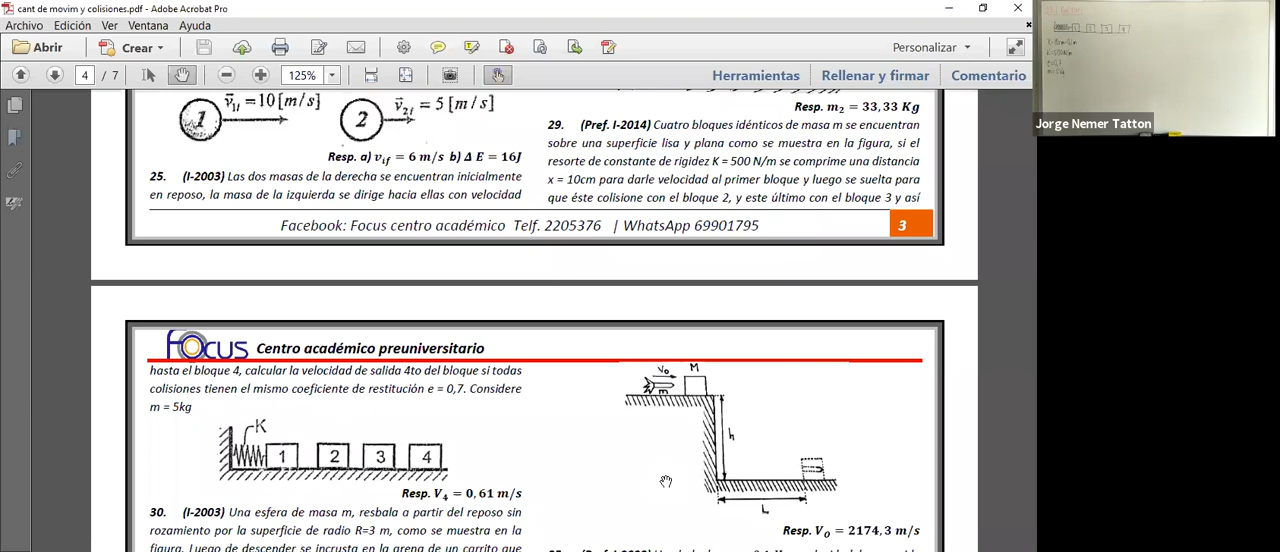 cant de movim y colisiones.pdf - Adobe Acrobat Pro
Archivo Edición Ver Ventana Ayuda
Abrir Crear Personalizar
4 / 7 125% Herramientas Rellenar y firmar Comentario
1 v⃗1i = 10 [m/s] 2 v⃗2i = 5 [m/s]
Resp. a) vif = 6 m/s b) Δ E = 16J
25. (I-2003) Las dos masas de la derecha se encuentran inicialmente
en reposo, la masa de la izquierda se dirige hacia ellas con velocidad
Resp. m2 = 33,33 Kg
29. (Pref. I-2014) Cuatro bloques idénticos de masa m se encuentran
sobre una superficie lisa y plana como se muestra en la figura, si el
resorte de constante de rigidez K = 500 N/m se comprime una distancia
x = 10cm para darle velocidad al primer bloque y luego se suelta para
que éste colisione con el bloque 2, y este último con el bloque 3 y así
Facebook: Focus centro académico Telf. 2205376 | WhatsApp 69901795
3
Focus Centro académico preuniversitario
hasta el bloque 4, calcular la velocidad de salida 4to del bloque si todas
colisiones tienen el mismo coeficiente de restitución e = 0,7. Considere
m = 5kg
K
1 2 3 4
Resp. V4 = 0,61 m/s
30. (I-2003) Una esfera de masa m, resbala a partir del reposo sin
rozamiento por la superficie de radio R=3 m, como se muestra en la
figura. Luego de descender se incrusta en la arena de un carrito que
V0 M
m
h
L
Resp. V0 = 2174,3 m/s
Jorge Nemer Tatton